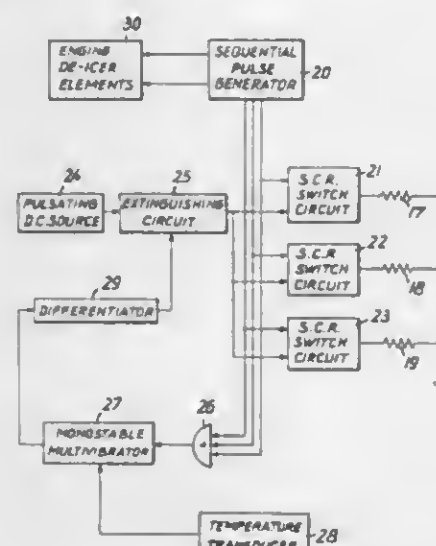 30
ENGINE
DE-ICER
ELEMENTS
SEQUENTIAL
PULSE
GENERATOR
20
24
PULSATING
D.C. SOURCE
25
EXTINGUISHING
CIRCUIT
21
S.C.R.
SWITCH
CIRCUIT
17
22
S.C.R
SWITCH
CIRCUIT
18
23
S.C.R.
SWITCH
CIRCUIT
19
29
DIFFERENTIATOR
27
MONOSTABLE
MULTIVIBRATOR
26
+
TEMPERATURE
TRANSDUCER
28